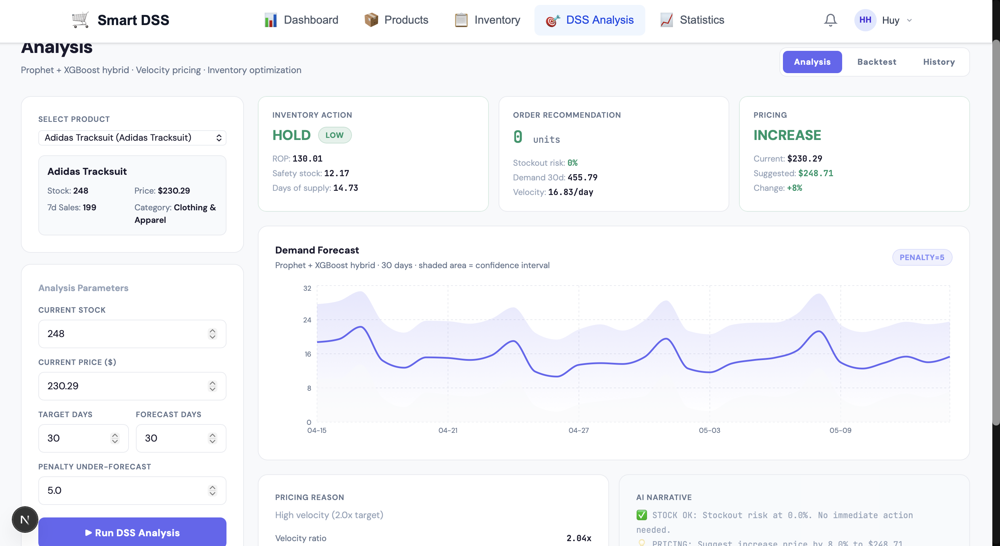 Smart DSS
Dashboard
Products
Inventory
DSS Analysis
Statistics
HH
Huy
Analysis
Prophet + XGBoost hybrid · Velocity pricing · Inventory optimization
Analysis
Backtest
History
SELECT PRODUCT
Adidas Tracksuit (Adidas Tracksuit)
Adidas Tracksuit
Stock: 248
Price: $230.29
7d Sales: 199
Category: Clothing &
Apparel
Analysis Parameters
CURRENT STOCK
248
CURRENT PRICE ($)
230.29
TARGET DAYS
FORECAST DAYS
30
30
PENALTY UNDER-FORECAST
5.0
N
Run DSS Analysis
INVENTORY ACTION
HOLD
LOW
ROP: 130.01
Safety stock: 12.17
Days of supply: 14.73
ORDER RECOMMENDATION
0 units
Stockout risk: 0%
Demand 30d: 455.79
Velocity: 16.83/day
PRICING
INCREASE
Current: $230.29
Suggested: $248.71
Change: +8%
Demand Forecast
Prophet + XGBoost hybrid · 30 days · shaded area = confidence interval
PENALTY=5
32
24
16
8
0
04-15
04-21
04-27
05-03
05-09
PRICING REASON
High velocity (2.0x target)
Velocity ratio
2.04x
AI NARRATIVE
✅ STOCK OK: Stockout risk at 0.0%. No immediate action
needed.
💡 PRICING: Suggest increase price by 8.0% to $248.71